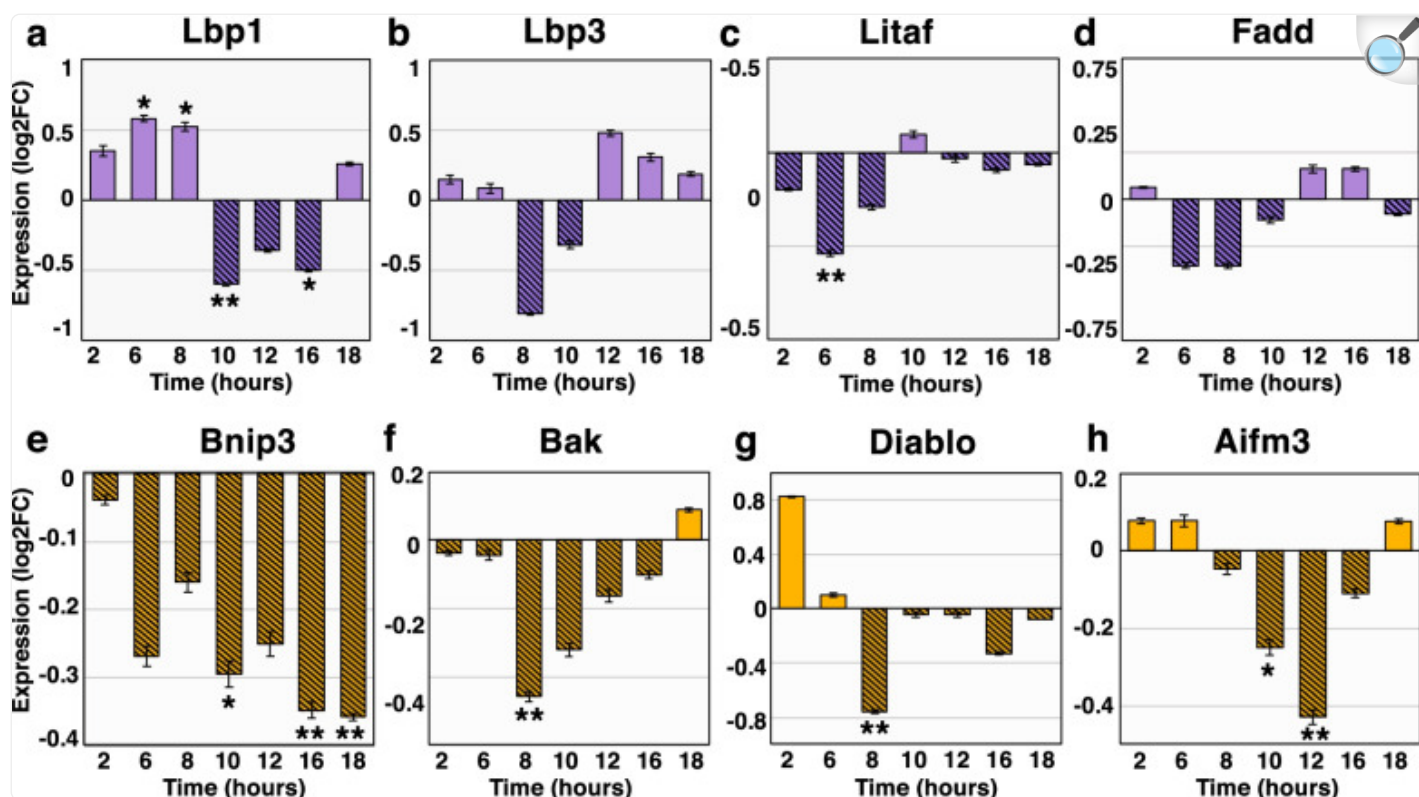 a Lbp1
b Lbp3
c Litaf
d Fadd
Expression (log2FC)
1
0.5
0
-0.5
-1
* * ** *
2 6 8 10 12 16 18
Time (hours)
1
0.5
0
-0.5
-1
2 6 8 10 12 16 18
Time (hours)
-0.5
0
-0.5
**
2 6 8 10 12 16 18
Time (hours)
0.75
0.25
0
-0.25
-0.75
2 6 8 10 12 16 18
Time (hours)
e Bnip3
f Bak
g Diablo
h Aifm3
Expression (log2FC)
0
-0.1
-0.2
-0.3
-0.4
* ** **
2 6 8 10 12 16 18
Time (hours)
0.2
0
-0.2
-0.4
**
2 6 8 10 12 16 18
Time (hours)
0.8
0.4
0
-0.4
-0.8
**
2 6 8 10 12 16 18
Time (hours)
0.2
0
-0.2
-0.4
* **
2 6 8 10 12 16 18
Time (hours)